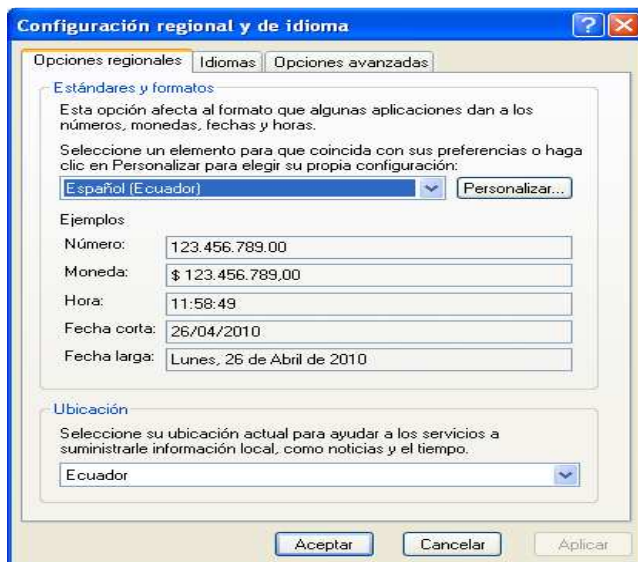 Configuración regional y de idioma
Opciones regionales Idiomas Opciones avanzadas
Estándares y formatos
Esta opción afecta al formato que algunas aplicaciones dan a los
números, monedas, fechas y horas.
Seleccione un elemento para que coincida con sus preferencias o haga
clic en Personalizar para elegir su propia configuración:
Español (Ecuador) Personalizar...
Ejemplos
Número: 123.456.789.00
Moneda: $ 123.456.789,00
Hora: 11:58:49
Fecha corta: 26/04/2010
Fecha larga: Lunes, 26 de Abril de 2010
Ubicación
Seleccione su ubicación actual para ayudar a los servicios a
suministrarle información local, como noticias y el tiempo.
Ecuador
Aceptar Cancelar Aplicar